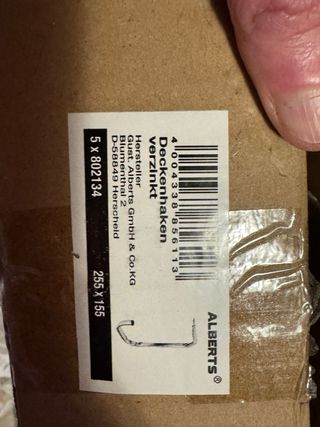 ALBERTS®
4 004338 856113
Deckenhaken
verzinkt
Hersteller
Gust. Alberts GmbH & Co.KG
Blumenthal 2
D-58849 Herscheid
5 x 802134 255 X 155